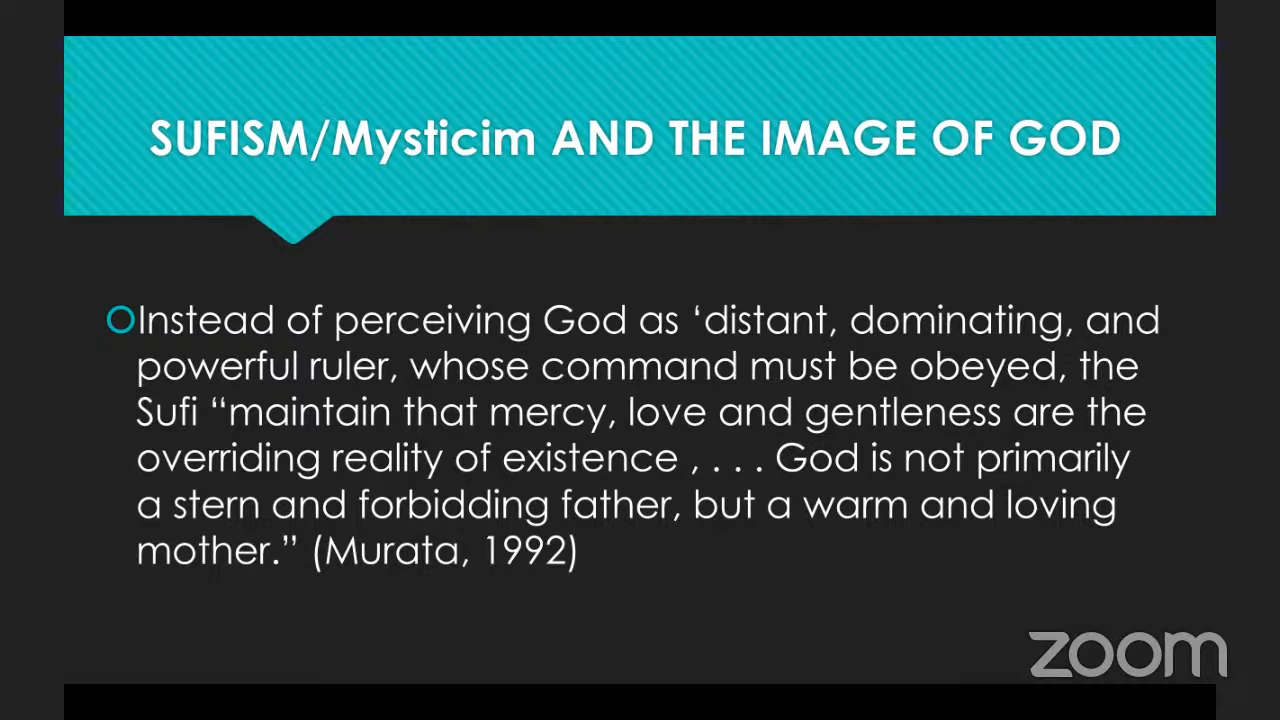 SUFISM/Mysticim AND THE IMAGE OF GOD
Instead of perceiving God as ‘distant, dominating, and
powerful ruler, whose command must be obeyed, the
Sufi “maintain that mercy, love and gentleness are the
overriding reality of existence , . . . God is not primarily
a stern and forbidding father, but a warm and loving
mother.” (Murata, 1992)
zoom